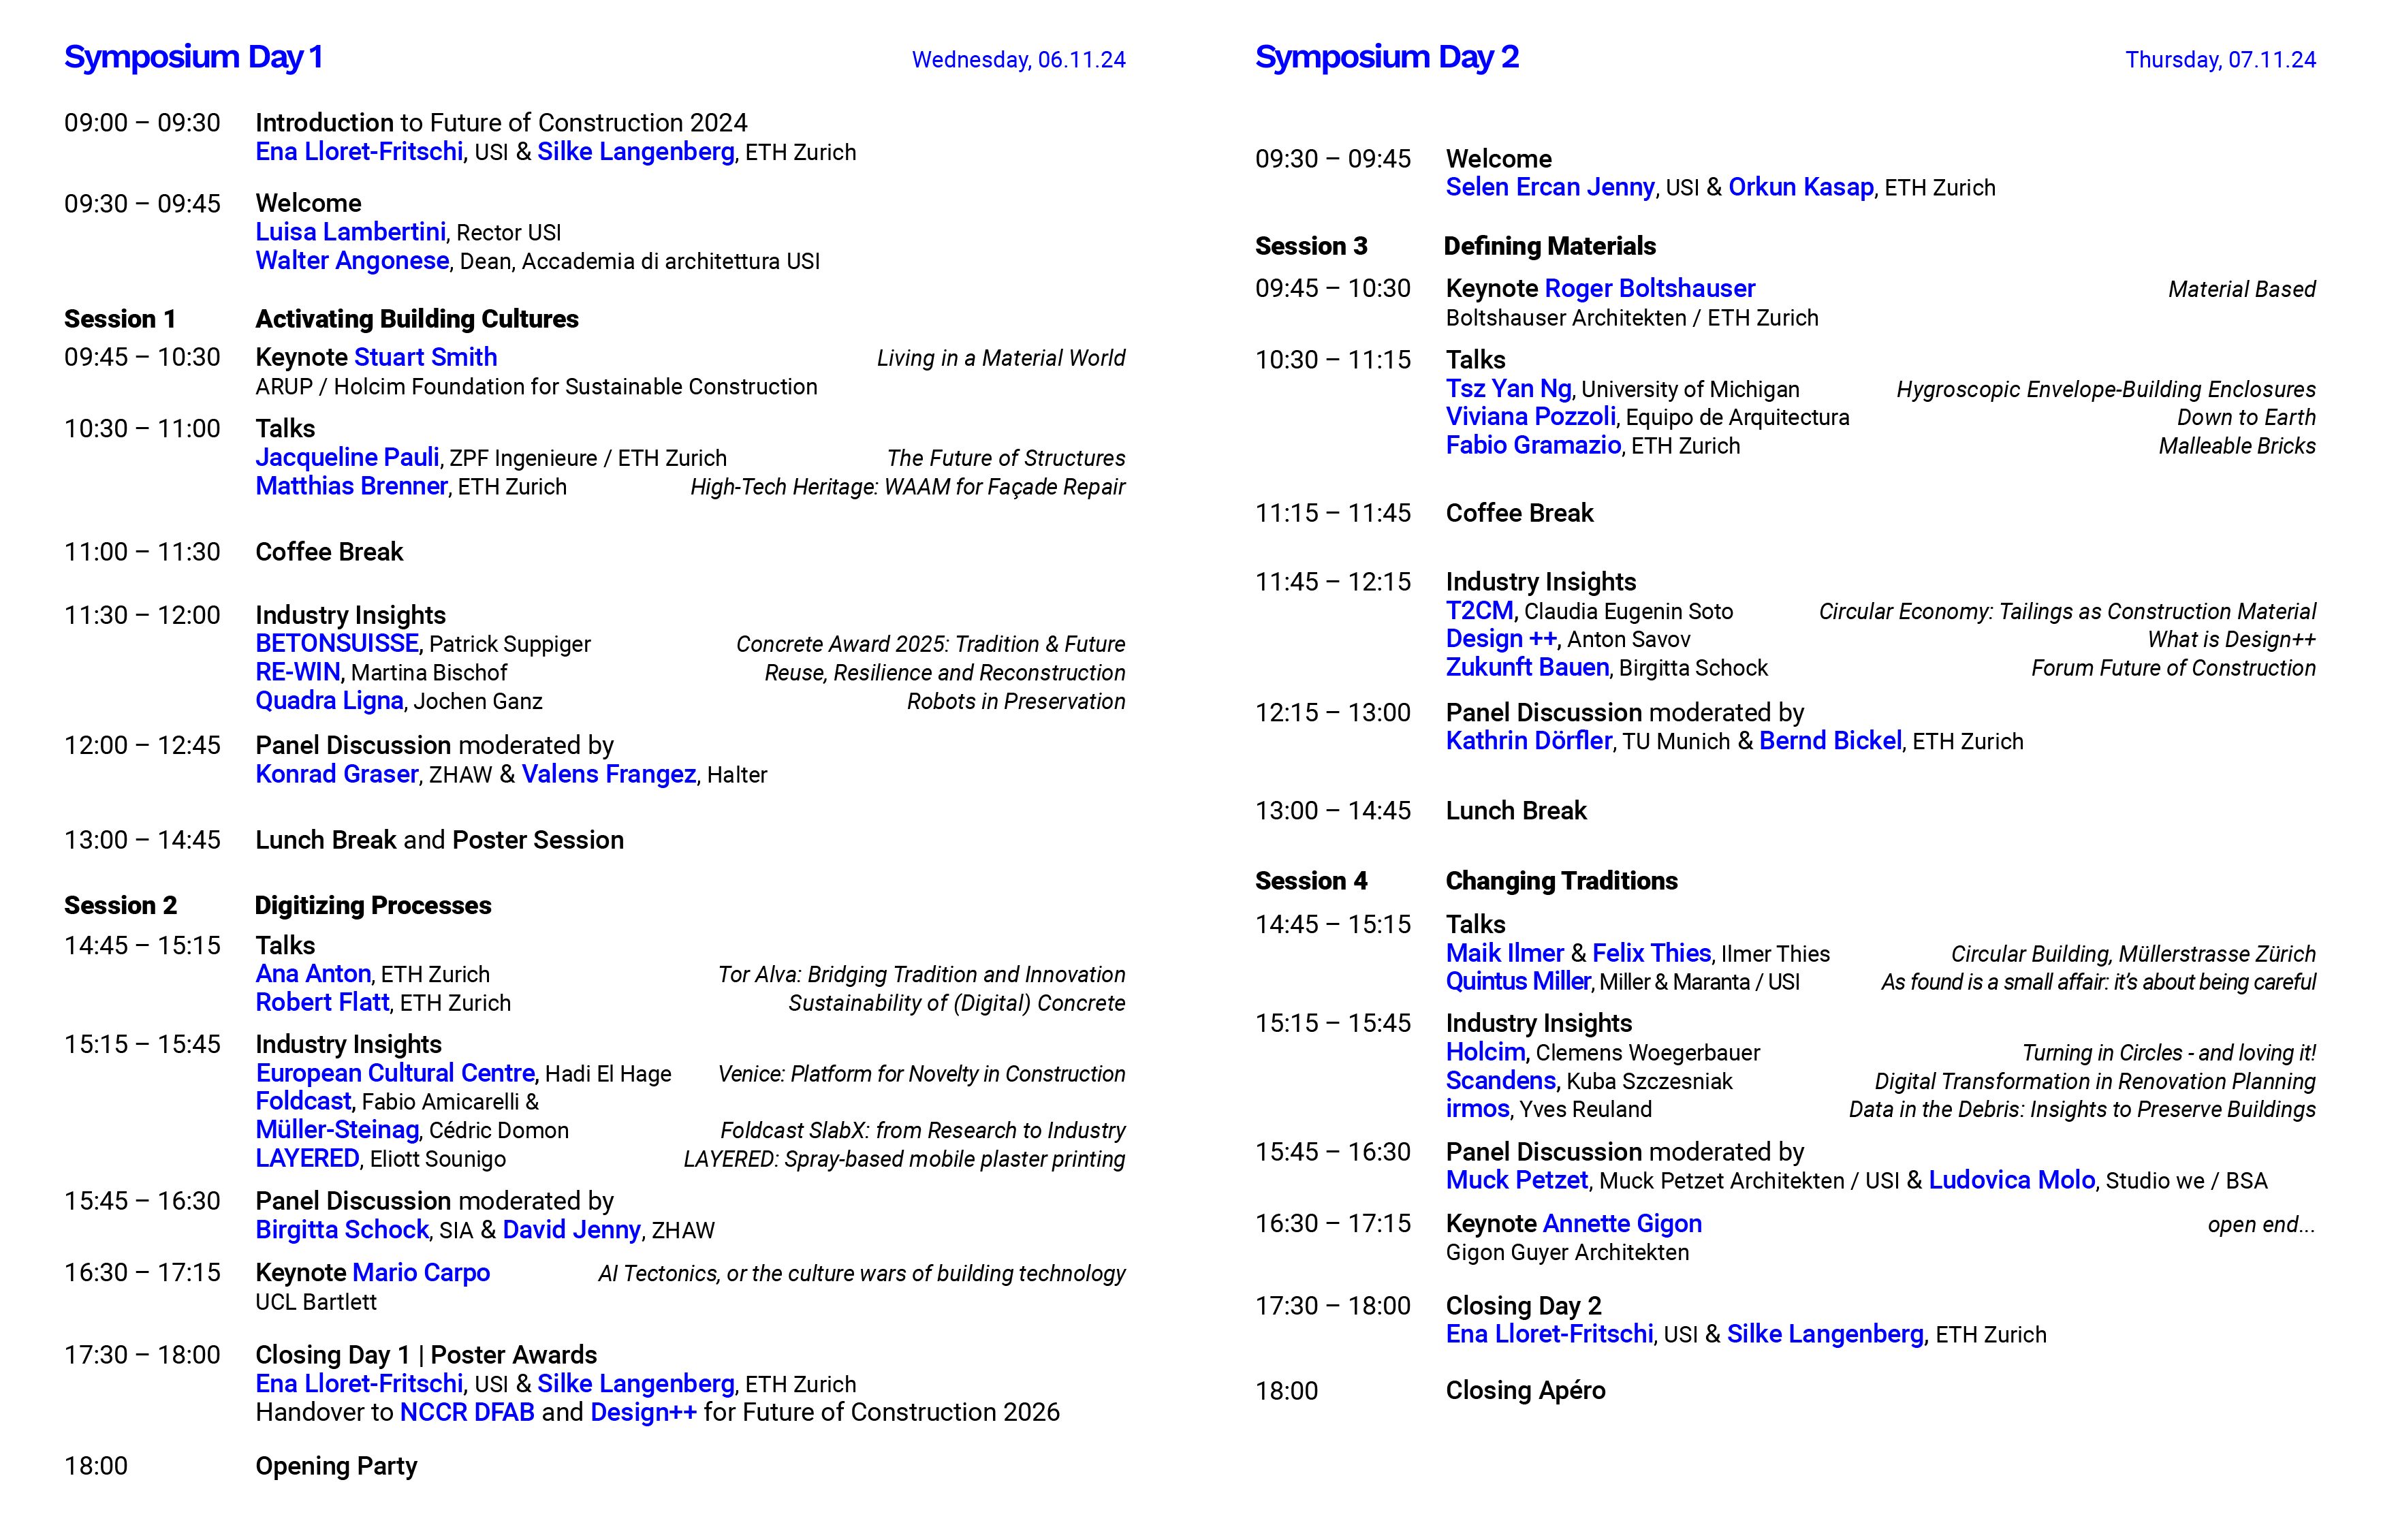 Symposium Day 1 Wednesday, 06.11.24
09:00 – 09:30 Introduction to Future of Construction 2024
Ena Lloret-Fritschi, USI & Silke Langenberg, ETH Zurich
09:30 – 09:45 Welcome
Luisa Lambertini, Rector USI
Walter Angonese, Dean, Accademia di architettura USI
Session 1 Activating Building Cultures
09:45 – 10:30 Keynote Stuart Smith Living in a Material World
ARUP / Holcim Foundation for Sustainable Construction
10:30 – 11:00 Talks
Jacqueline Pauli, ZPF Ingenieure / ETH Zurich The Future of Structures
Matthias Brenner, ETH Zurich High-Tech Heritage: WAAM for Façade Repair
11:00 – 11:30 Coffee Break
11:30 – 12:00 Industry Insights
BETONSUISSE, Patrick Suppiger Concrete Award 2025: Tradition & Future
RE-WIN, Martina Bischof Reuse, Resilience and Reconstruction
Quadra Ligna, Jochen Ganz Robots in Preservation
12:00 – 12:45 Panel Discussion moderated by
Konrad Graser, ZHAW & Valens Frangez, Halter
13:00 – 14:45 Lunch Break and Poster Session
Session 2 Digitizing Processes
14:45 – 15:15 Talks
Ana Anton, ETH Zurich Tor Alva: Bridging Tradition and Innovation
Robert Flatt, ETH Zurich Sustainability of (Digital) Concrete
15:15 – 15:45 Industry Insights
European Cultural Centre, Hadi El Hage Venice: Platform for Novelty in Construction
Foldcast, Fabio Amicarelli &
Müller-Steinag, Cédric Domon Foldcast SlabX: from Research to Industry
LAYERED, Eliott Sounigo LAYERED: Spray-based mobile plaster printing
15:45 – 16:30 Panel Discussion moderated by
Birgitta Schock, SIA & David Jenny, ZHAW
16:30 – 17:15 Keynote Mario Carpo AI Tectonics, or the culture wars of building technology
UCL Bartlett
17:30 – 18:00 Closing Day 1 | Poster Awards
Ena Lloret-Fritschi, USI & Silke Langenberg, ETH Zurich
Handover to NCCR DFAB and Design++ for Future of Construction 2026
18:00 Opening Party
Symposium Day 2 Thursday, 07.11.24
09:30 – 09:45 Welcome
Selen Ercan Jenny, USI & Orkun Kasap, ETH Zurich
Session 3 Defining Materials
09:45 – 10:30 Keynote Roger Boltshauser Material Based
Boltshauser Architekten / ETH Zurich
10:30 – 11:15 Talks
Tsz Yan Ng, University of Michigan Hygroscopic Envelope-Building Enclosures
Viviana Pozzoli, Equipo de Arquitectura Down to Earth
Fabio Gramazio, ETH Zurich Malleable Bricks
11:15 – 11:45 Coffee Break
11:45 – 12:15 Industry Insights
T2CM, Claudia Eugenin Soto Circular Economy: Tailings as Construction Material
Design ++, Anton Savov What is Design++
Zukunft Bauen, Birgitta Schock Forum Future of Construction
12:15 – 13:00 Panel Discussion moderated by
Kathrin Dörfler, TU Munich & Bernd Bickel, ETH Zurich
13:00 – 14:45 Lunch Break
Session 4 Changing Traditions
14:45 – 15:15 Talks
Maik Ilmer & Felix Thies, Ilmer Thies Circular Building, Müllerstrasse Zürich
Quintus Miller, Miller & Maranta / USI As found is a small affair: it's about being careful
15:15 – 15:45 Industry Insights
Holcim, Clemens Woegerbauer Turning in Circles - and loving it!
Scandens, Kuba Szczesniak Digital Transformation in Renovation Planning
irmos, Yves Reuland Data in the Debris: Insights to Preserve Buildings
15:45 – 16:30 Panel Discussion moderated by
Muck Petzet, Muck Petzet Architekten / USI & Ludovica Molo, Studio we / BSA
16:30 – 17:15 Keynote Annette Gigon open end...
Gigon Guyer Architekten
17:30 – 18:00 Closing Day 2
Ena Lloret-Fritschi, USI & Silke Langenberg, ETH Zurich
18:00 Closing Apéro